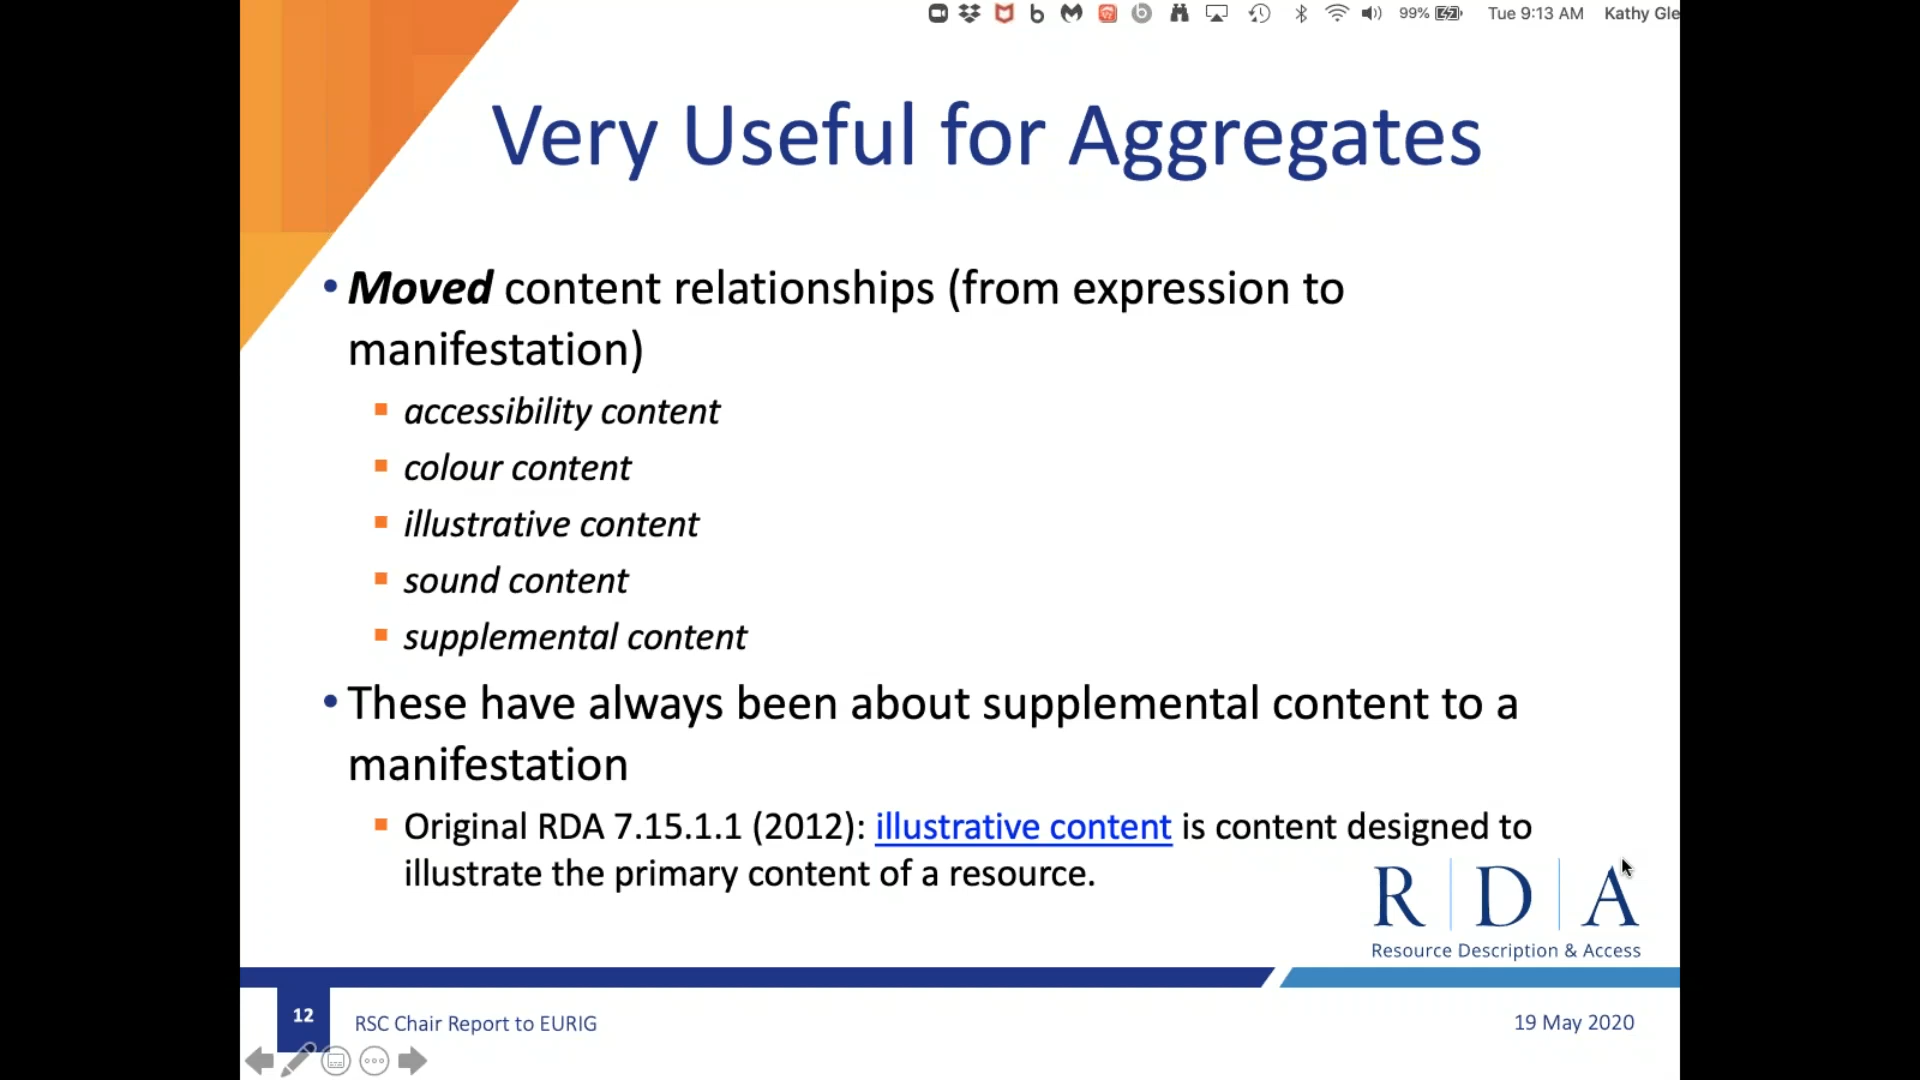 99% Tue 9:13 AM Kathy Gle
Very Useful for Aggregates
• Moved content relationships (from expression to
manifestation)
▪ accessibility content
▪ colour content
▪ illustrative content
▪ sound content
▪ supplemental content
• These have always been about supplemental content to a
manifestation
▪ Original RDA 7.15.1.1 (2012): illustrative content is content designed to
illustrate the primary content of a resource.
R D A
Resource Description & Access
12 RSC Chair Report to EURIG 19 May 2020